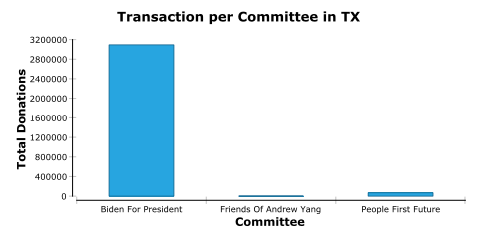 Transaction per Committee in TX
Total Donations
3200000
2800000
2400000
2000000
1600000
1200000
800000
400000
0
Biden For President
Friends Of Andrew Yang
People First Future
Committee